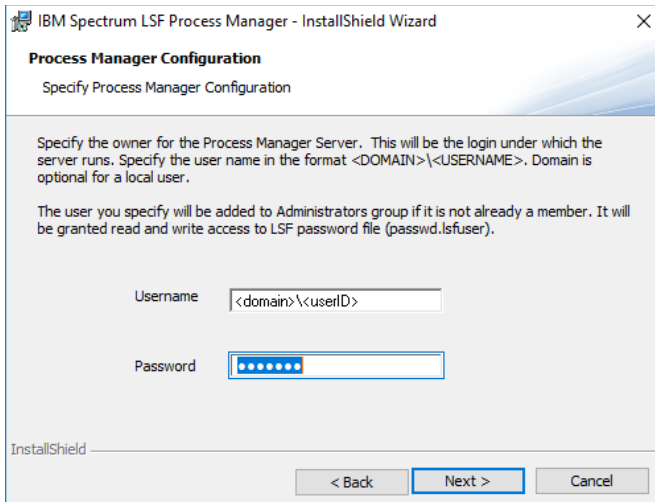 IBM Spectrum LSF Process Manager - InstallShield Wizard
Process Manager Configuration
Specify Process Manager Configuration
Specify the owner for the Process Manager Server.  This will be the login under which the
server runs. Specify the user name in the format <DOMAIN>\<USERNAME>. Domain is
optional for a local user.
The user you specify will be added to Administrators group if it is not already a member. It will
be granted read and write access to LSF password file (passwd.lsfuser).
Username
<domain>\<userID>
Password
•••••••
InstallShield
< Back
Next >
Cancel